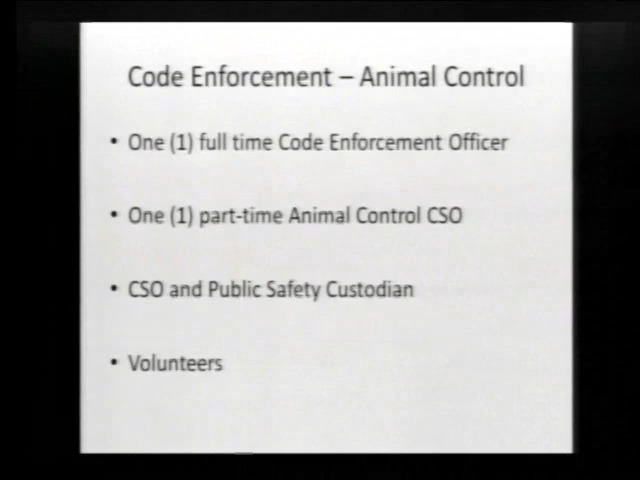 Code Enforcement – Animal Control
• One (1) full time Code Enforcement Officer
• One (1) part-time Animal Control CSO
• CSO and Public Safety Custodian
• Volunteers